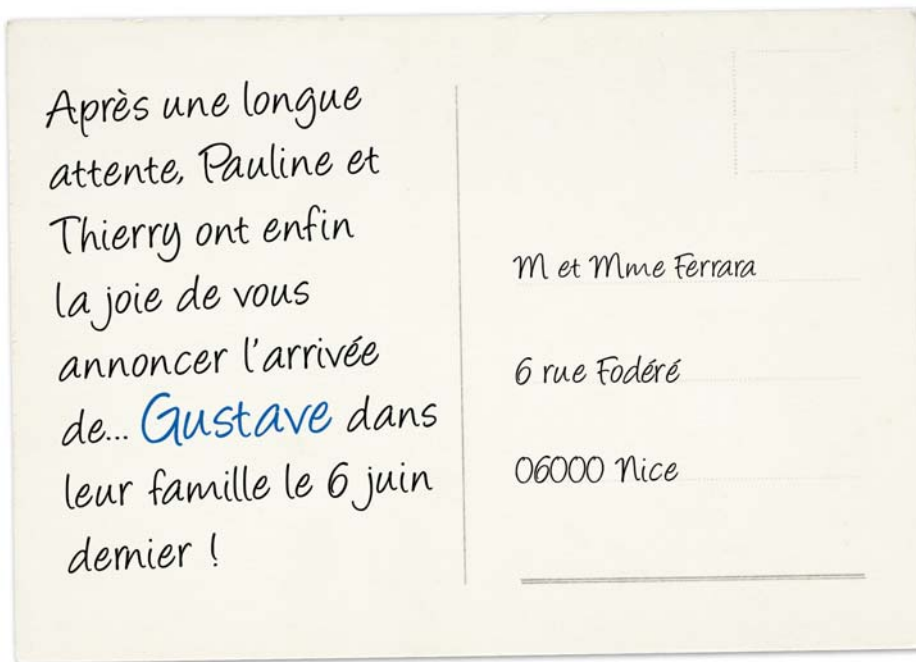 Après une longue
attente, Pauline et
Thierry ont enfin
la joie de vous
annoncer l'arrivée
de... Gustave dans
leur famille le 6 juin
dernier !
M et Mme Ferrara
6 rue Fodéré
06000 Nice